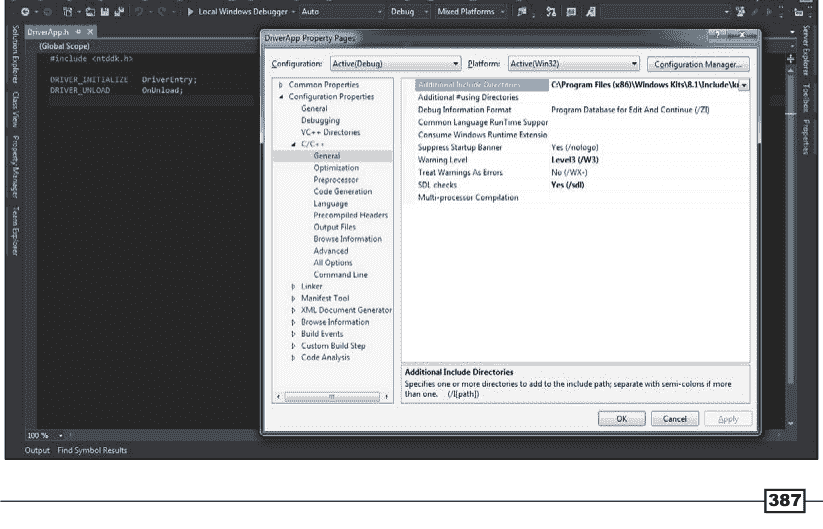 Local Windows Debugger
Auto
Debug
Mixed Platforms
DriverApp.h
(Global Scope)
#include <ntddk.h>
DRIVER_INITIALIZE DriverEntry;
DRIVER_UNLOAD OnUnload;
Solution Explorer
Class View
Property Manager
Team Explorer
Server Explorer
Toolbox
Properties
DriverApp Property Pages
Configuration: Active(Debug)
Platform: Active(Win32)
Configuration Manager...
Common Properties
Configuration Properties
General
Debugging
VC++ Directories
C/C++
General
Optimization
Preprocessor
Code Generation
Language
Precompiled Headers
Output Files
Browse Information
Advanced
All Options
Command Line
Linker
Manifest Tool
XML Document Generator
Browse Information
Build Events
Custom Build Step
Code Analysis
Additional Include Directories C:\Program Files (x86)\Windows Kits\8.1\Include\
Additional #using Directories
Debug Information Format Program Database for Edit And Continue (/ZI)
Common Language RunTime Suppor
Consume Windows Runtime Extensio
Suppress Startup Banner Yes (/nologo)
Warning Level Level3 (/W3)
Treat Warnings As Errors No (/WX-)
SDL checks Yes (/sdl)
Multi-processor Compilation
Additional Include Directories
Specifies one or more directories to add to the include path; separate with semi-colons if more
than one. (/I[path])
OK
Cancel
Apply
100 %
Output Find Symbol Results
387